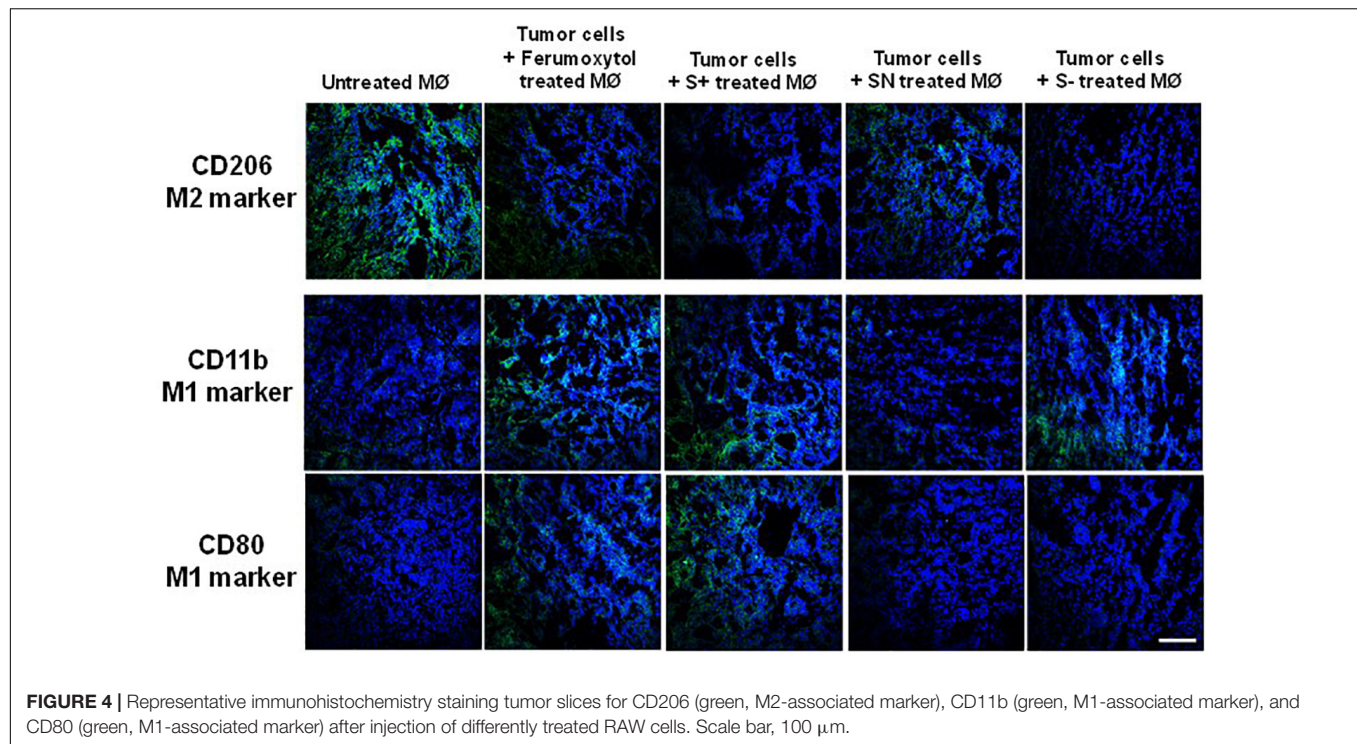 Untreated MØ
Tumor cells
+ Ferumoxytol
treated MØ
Tumor cells
+ S+ treated MØ
Tumor cells
+ SN treated MØ
Tumor cells
+ S- treated MØ
CD206
M2 marker
CD11b
M1 marker
CD80
M1 marker
FIGURE 4 | Representative immunohistochemistry staining tumor slices for CD206 (green, M2-associated marker), CD11b (green, M1-associated marker), and
CD80 (green, M1-associated marker) after injection of differently treated RAW cells. Scale bar, 100 μm.